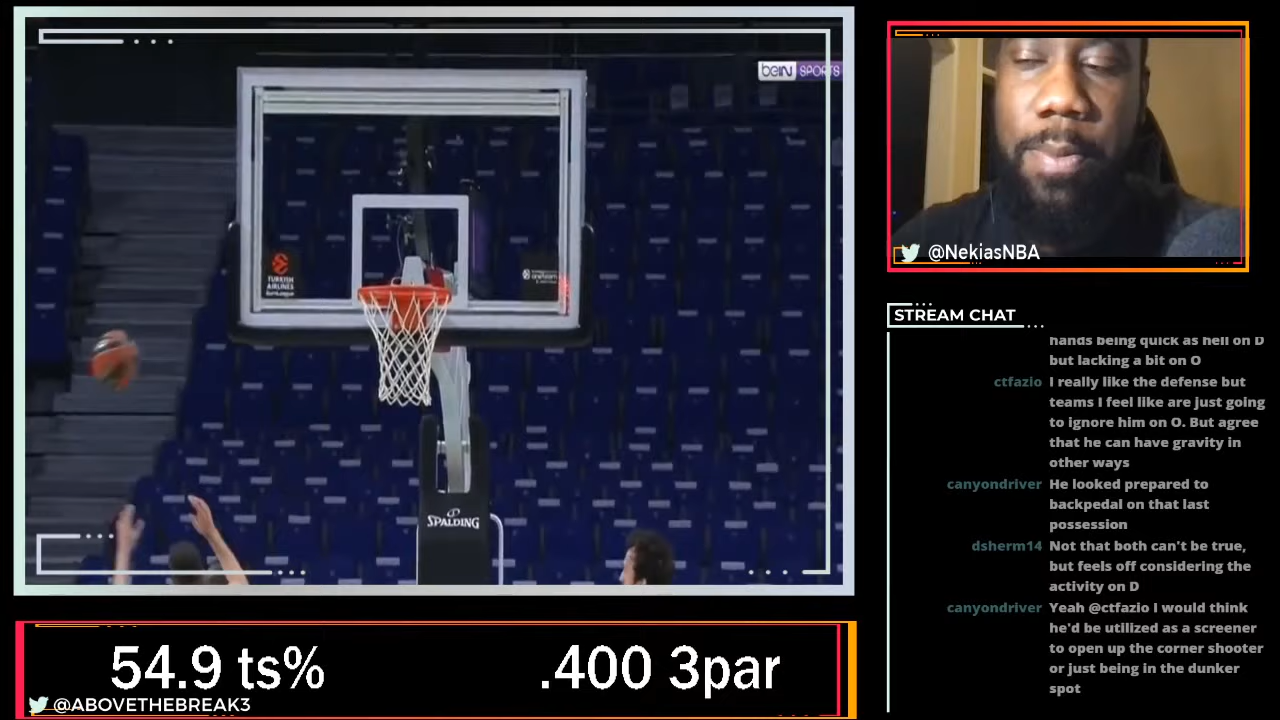 beIN SPORTS
TURKISH
AIRLINES
EuroLeague
SPALDING
54.9 ts%
.400 3par
@ABOVETHEBREAK3
@NekiasNBA
STREAM CHAT
hands being quick as hell on D
but lacking a bit on O
ctfazio I really like the defense but
teams I feel like are just going
to ignore him on O. But agree
that he can have gravity in
other ways
canyondriver He looked prepared to
backpedal on that last
possession
dsherm14 Not that both can't be true,
but feels off considering the
activity on D
canyondriver Yeah @ctfazio I would think
he'd be utilized as a screener
to open up the corner shooter
or just being in the dunker
spot